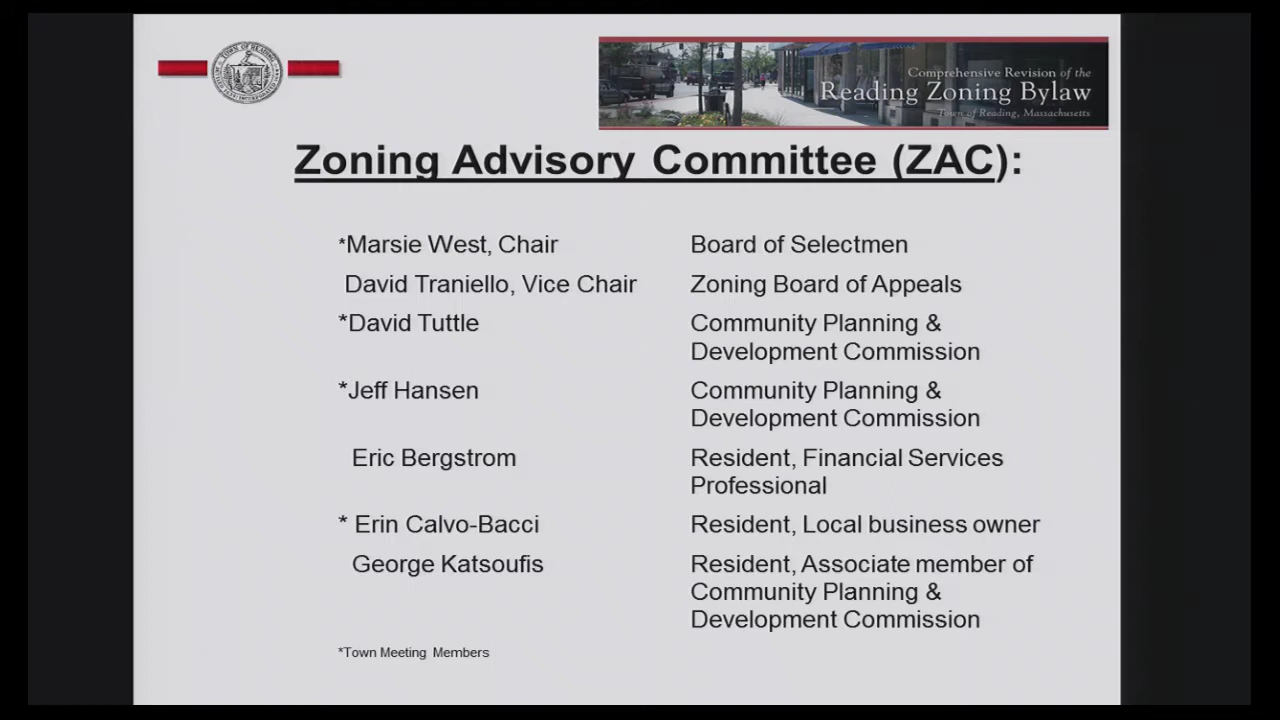 TOWN OF READING
Comprehensive Revision of the
Reading Zoning Bylaw
Town of Reading, Massachusetts
Zoning Advisory Committee (ZAC):
*Marsie West, Chair Board of Selectmen
David Traniello, Vice Chair Zoning Board of Appeals
*David Tuttle Community Planning &
Development Commission
*Jeff Hansen Community Planning &
Development Commission
Eric Bergstrom Resident, Financial Services
Professional
* Erin Calvo-Bacci Resident, Local business owner
George Katsoufis Resident, Associate member of
Community Planning &
Development Commission
*Town Meeting Members